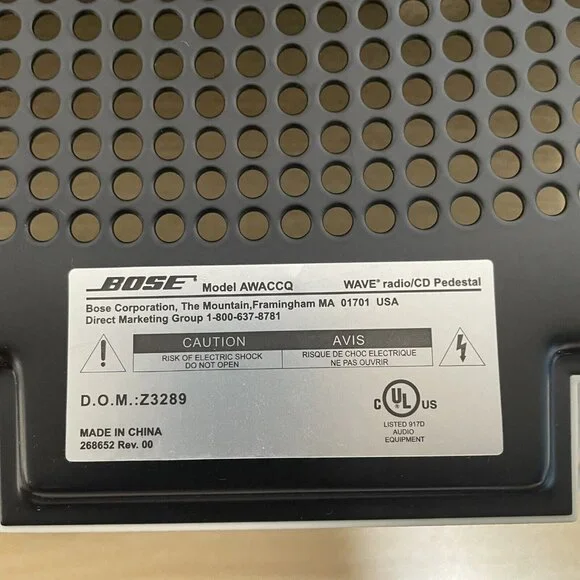 BOSE Model AWACCQ WAVE® radio/CD Pedestal
Bose Corporation, The Mountain,Framingham MA 01701 USA
Direct Marketing Group 1-800-637-8781
CAUTION AVIS
RISK OF ELECTRIC SHOCK
DO NOT OPEN
RISQUE DE CHOC ELECTRIQUE
NE PAS OUVRIR
D.O.M.:Z3289
C UL US
LISTED 917D
AUDIO
EQUIPMENT
MADE IN CHINA
268652 Rev. 00